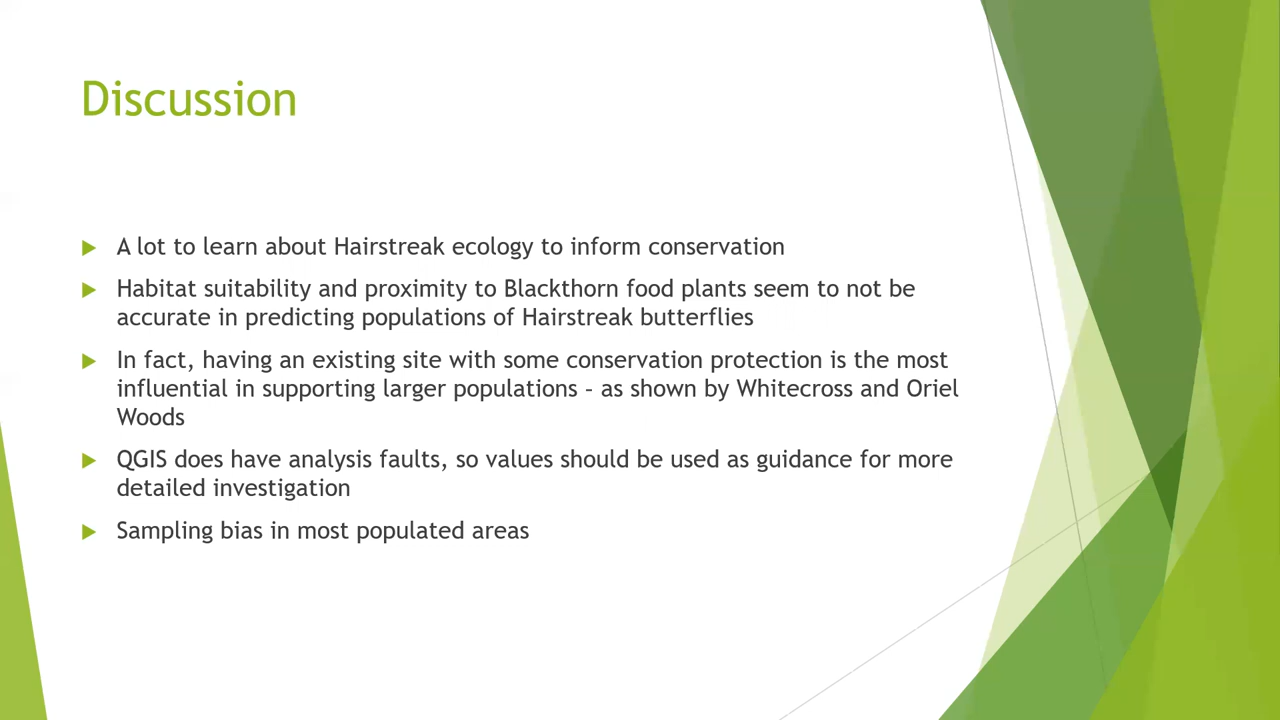 Discussion
A lot to learn about Hairstreak ecology to inform conservation
Habitat suitability and proximity to Blackthorn food plants seem to not be
accurate in predicting populations of Hairstreak butterflies
In fact, having an existing site with some conservation protection is the most
influential in supporting larger populations – as shown by Whitecross and Oriel
Woods
QGIS does have analysis faults, so values should be used as guidance for more
detailed investigation
Sampling bias in most populated areas